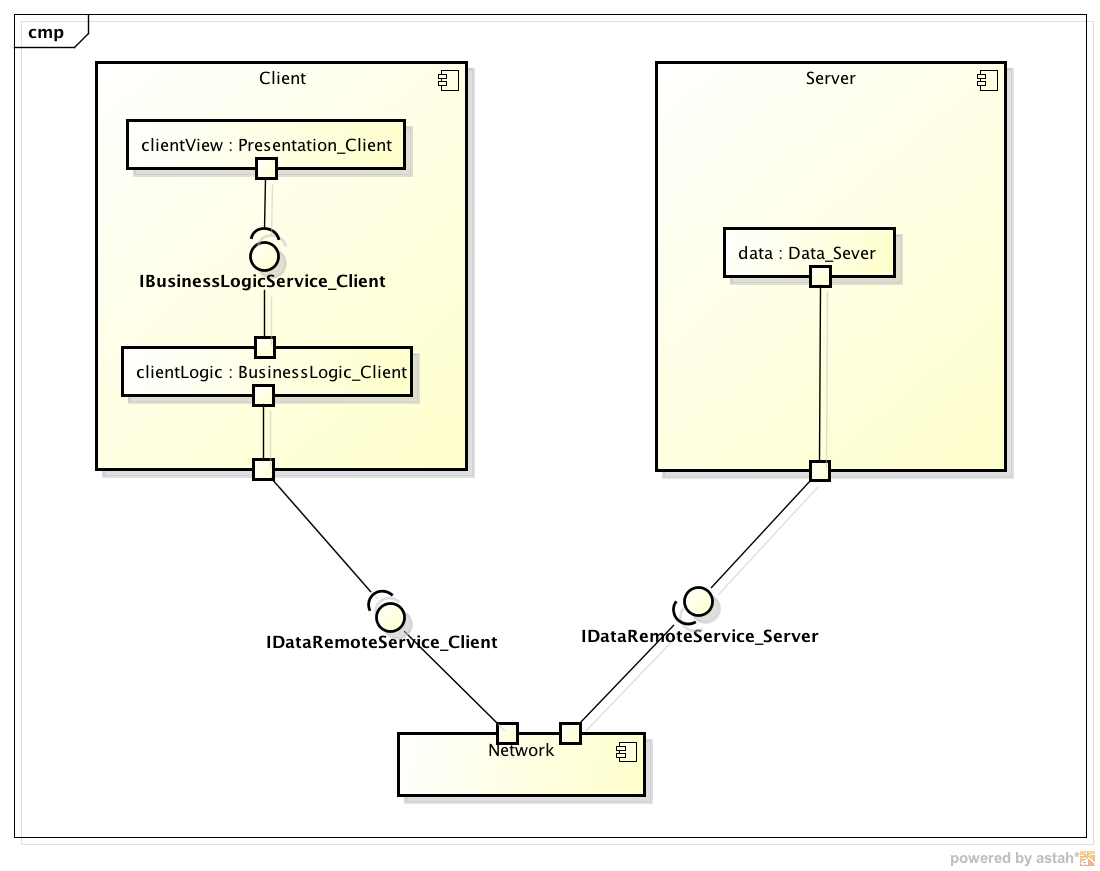 cmp
Client
Server
clientView : Presentation_Client
IBusinessLogicService_Client
data : Data_Sever
clientLogic : BusinessLogic_Client
IDataRemoteService_Client
IDataRemoteService_Server
Network
powered by astah*